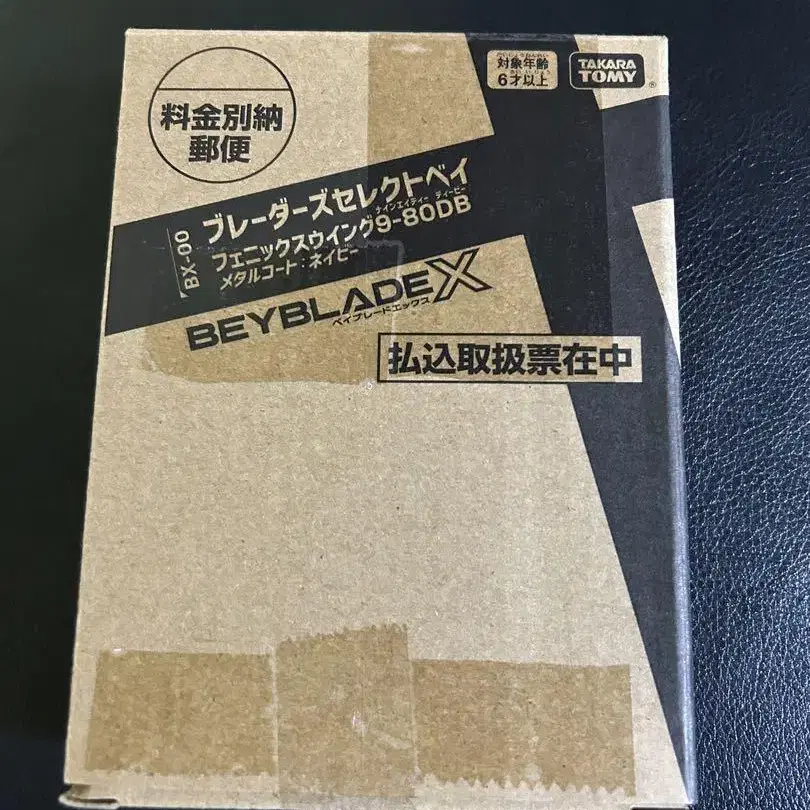 料金別納
郵便
対象年齢
6才以上
TAKARA
TOMY
BX-00
ブレーダーズセレクトベイ
ナインエイティー ディービー
フェニックスウイング9-80DB
メタルコート:ネイビー
BEYBLADE X
ベイブレードエックス
払込取扱票在中